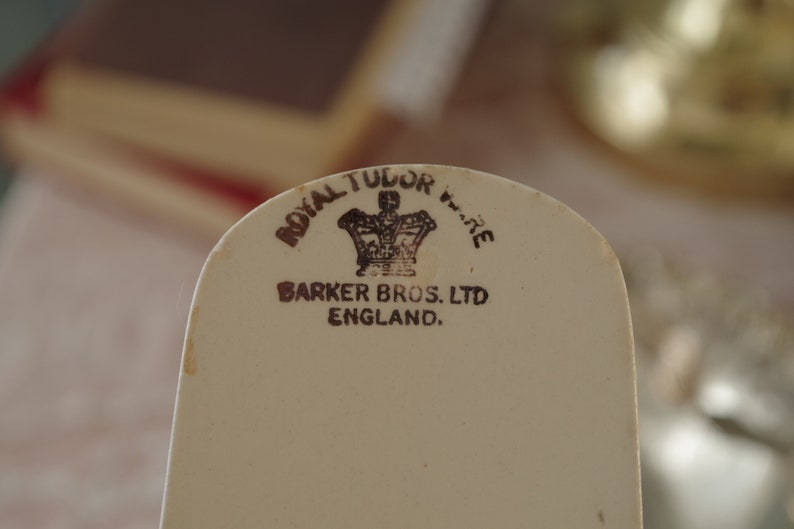 ROYAL TUDOR WARE
BARKER BROS. LTD
ENGLAND.